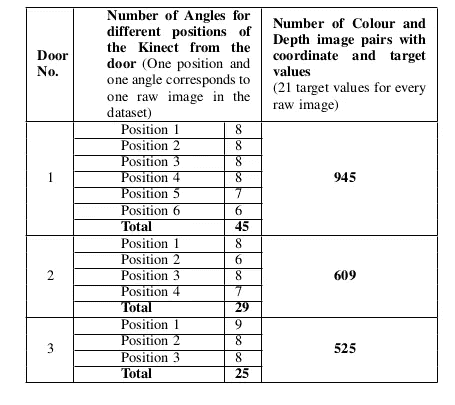 Door No.
Number of Angles for different positions of the Kinect from the door (One position and one angle corresponds to one raw image in the dataset)
Number of Colour and Depth image pairs with coordinate and target values
(21 target values for every raw image)
1
Position 1 8
Position 2 8
Position 3 8
Position 4 8
Position 5 7
Position 6 6
Total 45
945
2
Position 1 8
Position 2 6
Position 3 8
Position 4 7
Total 29
609
3
Position 1 9
Position 2 8
Position 3 8
Total 25
525